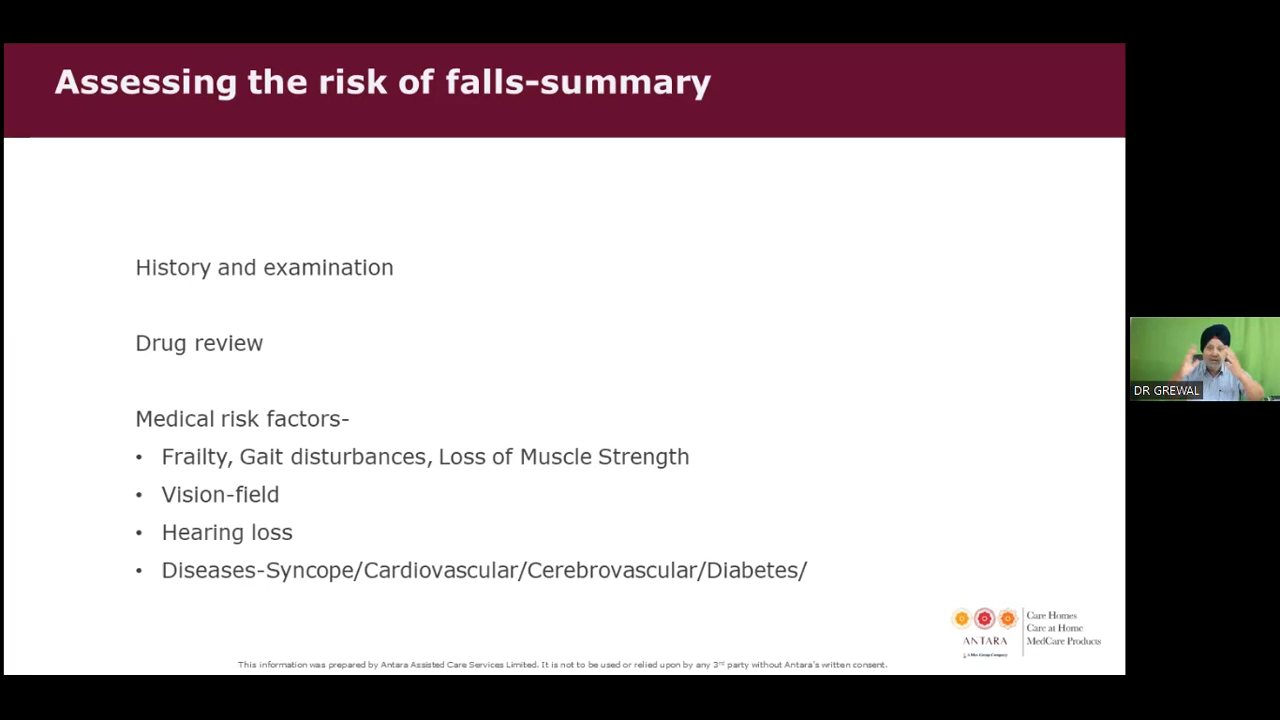 Assessing the risk of falls-summary
History and examination
Drug review
Medical risk factors-
• Frailty, Gait disturbances, Loss of Muscle Strength
• Vision-field
• Hearing loss
• Diseases-Syncope/Cardiovascular/Cerebrovascular/Diabetes/
DR GREWAL
ANTARA
Care Homes
Care at Home
MedCare Products
This information was prepared by Antara Assisted Care Services Limited. It is not to be used or relied upon by any 3rd party without Antara's written consent.